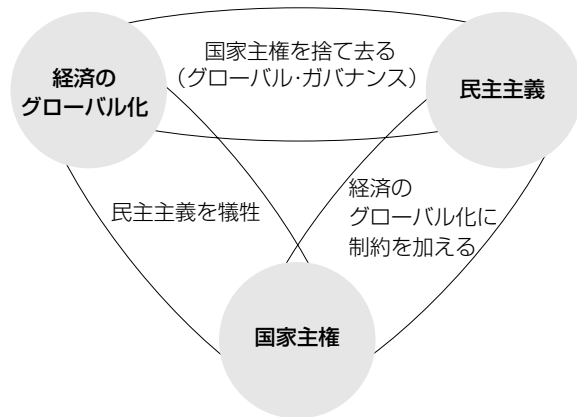 国家主権を捨て去る
（グローバル・ガバナンス）
経済の
グローバル化
民主主義
民主主義を犠牲
経済の
グローバル化に
制約を加える
国家主権